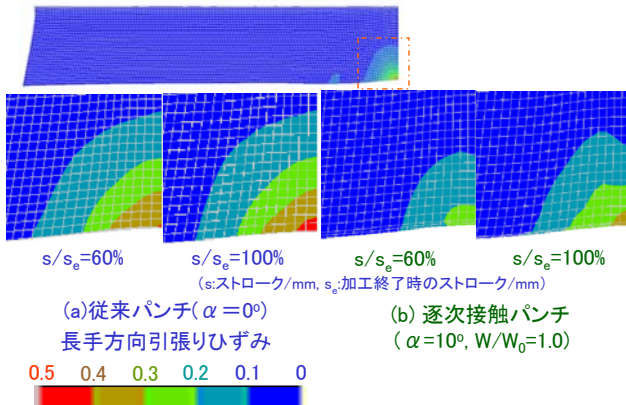 s/se=60%
s/se=100%
s/se=60%
s/se=100%
(s:ストローク/mm, se:加工終了時のストローク/mm)
(a)従来パンチ(α=0º)
長手方向引張りひずみ
(b) 逐次接触パンチ
(α=10º, W/W0=1.0)
0.5 0.4 0.3 0.2 0.1 0